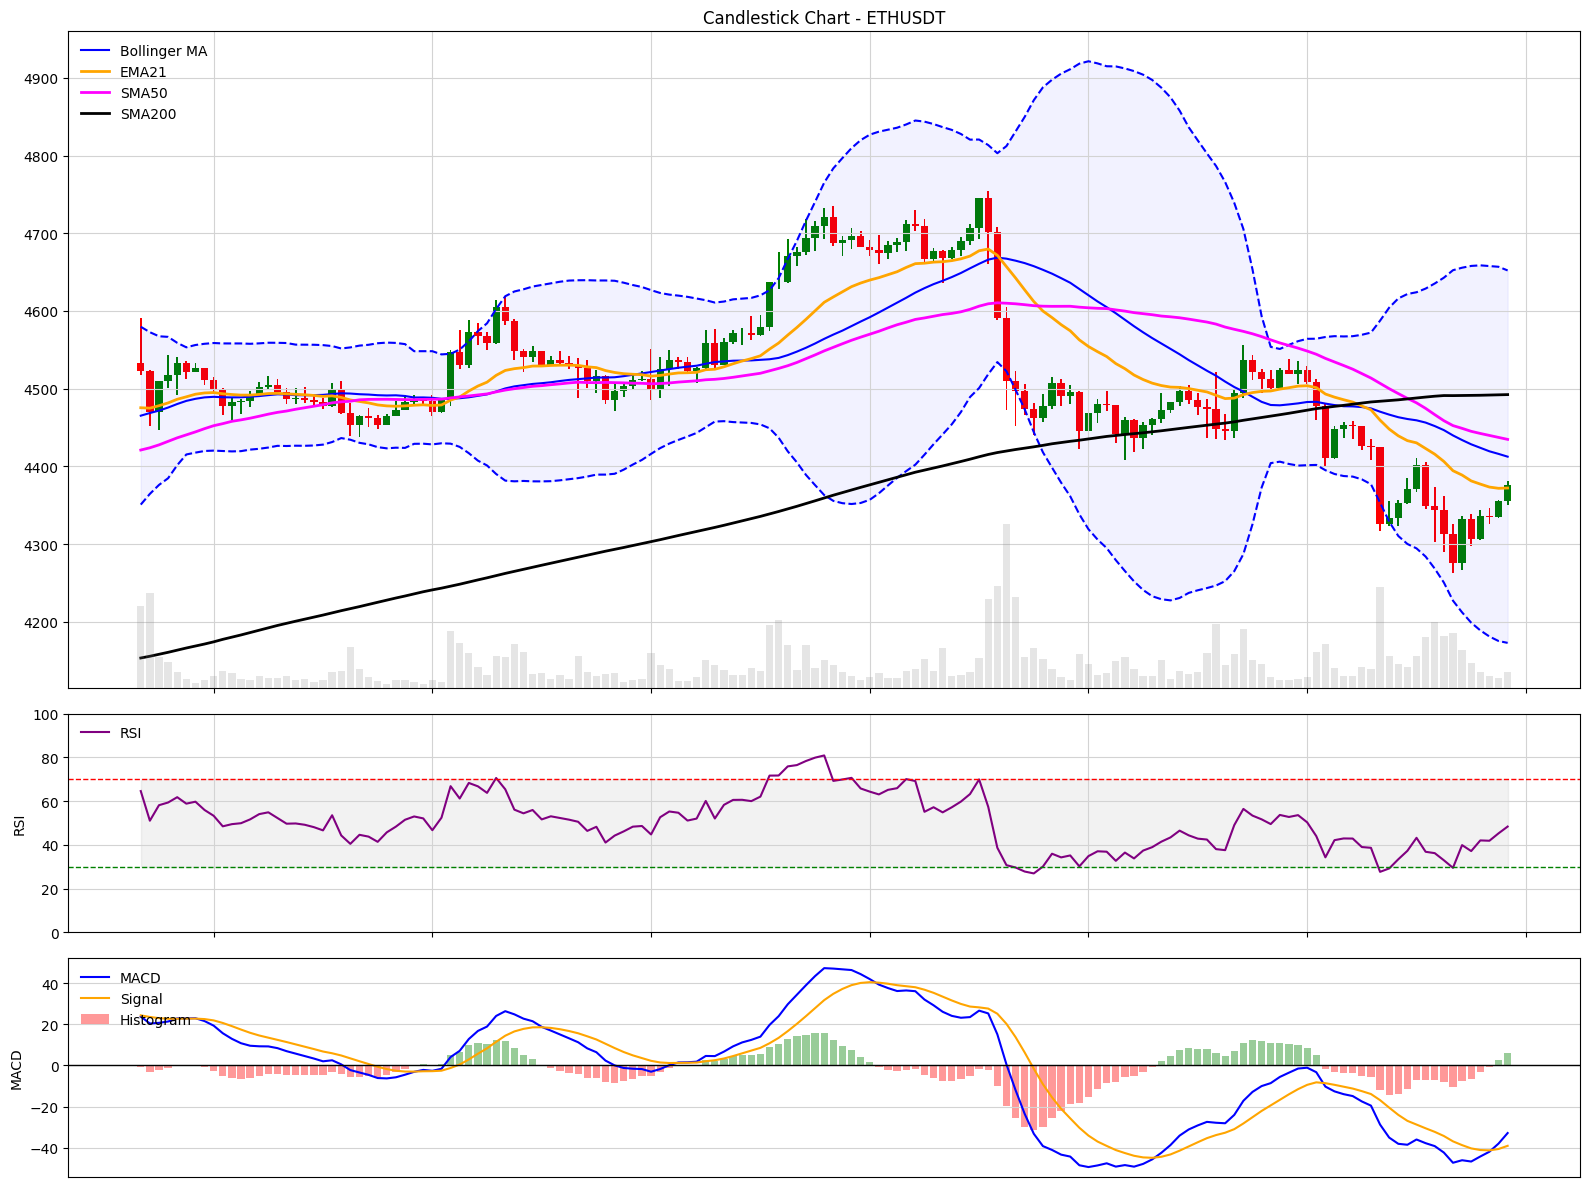 Candlestick Chart - ETHUSDT
Bollinger MA
EMA21
SMA50
SMA200
4900
4800
4700
4600
4500
4400
4300
4200
RSI
100
80
60
40
20
0
RSI
MACD
Signal
Histogram
40
20
0
−20
−40
MACD